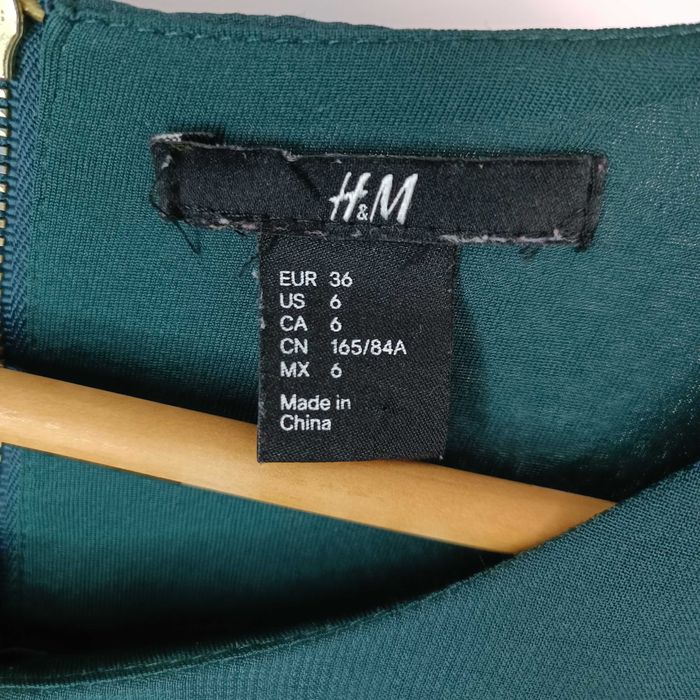 H&M
EUR 36
US 6
CA 6
CN 165/84A
MX 6
Made in
China